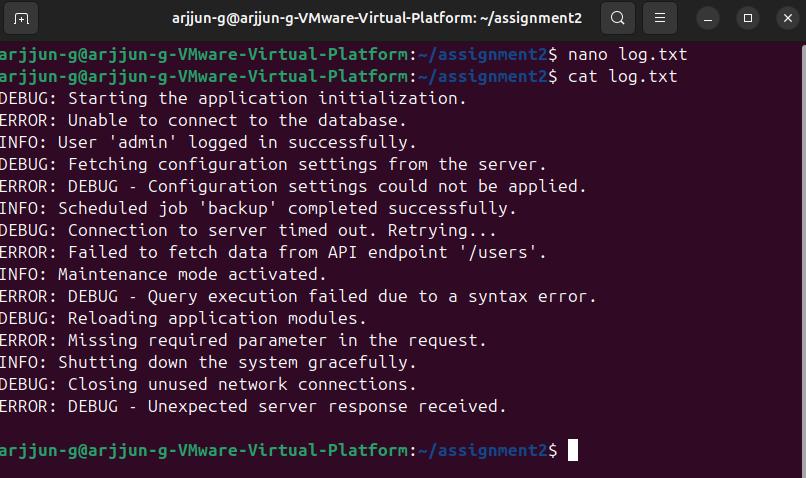 arjjun-g@arjjun-g-VMware-Virtual-Platform: ~/assignment2
arjjun-g@arjjun-g-VMware-Virtual-Platform:~/assignment2$ nano log.txt
arjjun-g@arjjun-g-VMware-Virtual-Platform:~/assignment2$ cat log.txt
DEBUG: Starting the application initialization.
ERROR: Unable to connect to the database.
INFO: User 'admin' logged in successfully.
DEBUG: Fetching configuration settings from the server.
ERROR: DEBUG - Configuration settings could not be applied.
INFO: Scheduled job 'backup' completed successfully.
DEBUG: Connection to server timed out. Retrying...
ERROR: Failed to fetch data from API endpoint '/users'.
INFO: Maintenance mode activated.
ERROR: DEBUG - Query execution failed due to a syntax error.
DEBUG: Reloading application modules.
ERROR: Missing required parameter in the request.
INFO: Shutting down the system gracefully.
DEBUG: Closing unused network connections.
ERROR: DEBUG - Unexpected server response received.
arjjun-g@arjjun-g-VMware-Virtual-Platform:~/assignment2$